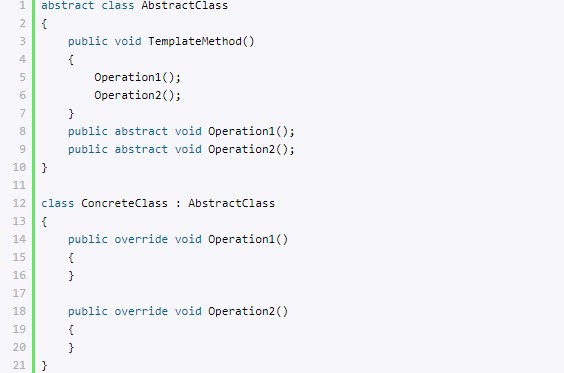 1 abstract class AbstractClass
2 {
3     public void TemplateMethod()
4     {
5         Operation1();
6         Operation2();
7     }
8     public abstract void Operation1();
9     public abstract void Operation2();
10 }
11
12 class ConcreteClass : AbstractClass
13 {
14     public override void Operation1()
15     {
16     }
17
18     public override void Operation2()
19     {
20     }
21 }